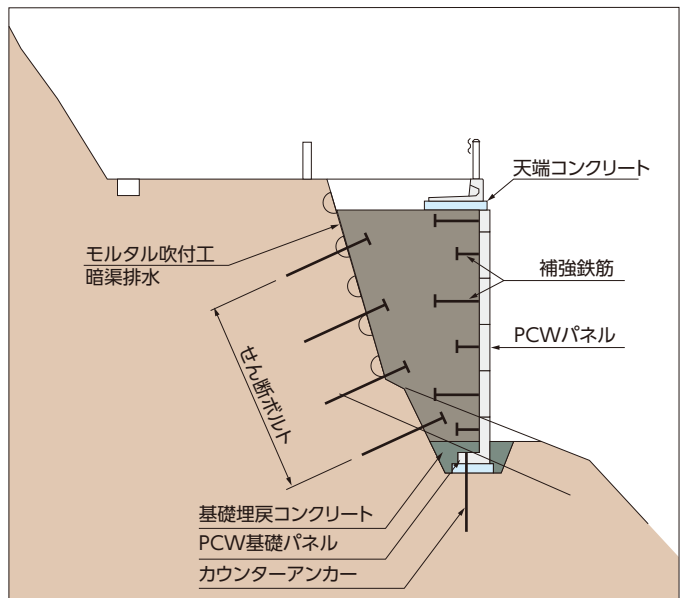 天端コンクリート
モルタル吹付工
暗渠排水
補強鉄筋
PCWパネル
せん断ボルト
基礎埋戻コンクリート
PCW基礎パネル
カウンターアンカー